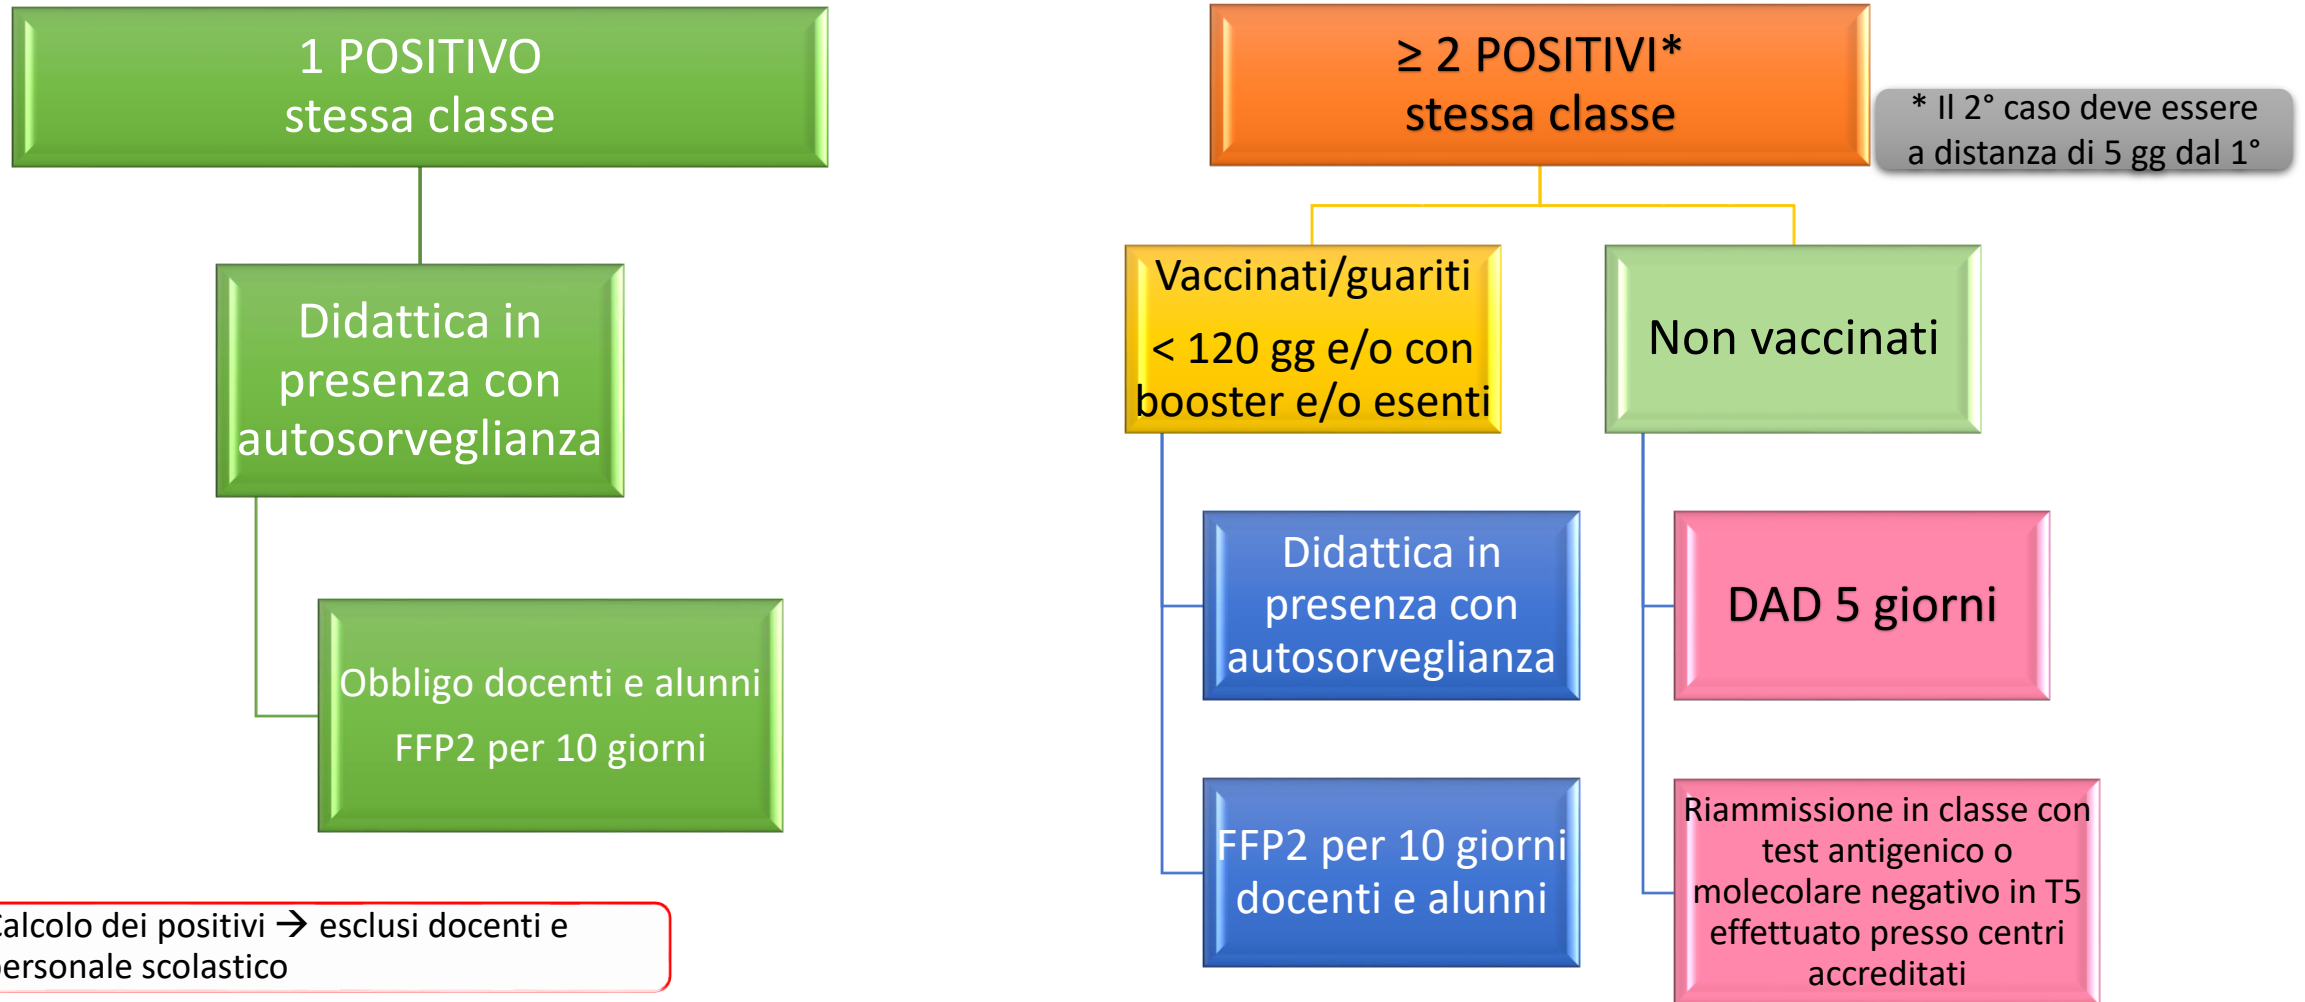 1 POSITIVO
stessa classe
Didattica in
presenza con
autosorveglianza
Obbligo docenti e alunni
FFP2 per 10 giorni
Calcolo dei positivi → esclusi docenti e
personale scolastico
≥ 2 POSITIVI*
stessa classe
* Il 2° caso deve essere
a distanza di 5 gg dal 1°
Vaccinati/guariti
< 120 gg e/o con
booster e/o esenti
Didattica in
presenza con
autosorveglianza
FFP2 per 10 giorni
docenti e alunni
Non vaccinati
DAD 5 giorni
Riammissione in classe con
test antigenico o
molecolare negativo in T5
effettuato presso centri
accreditati